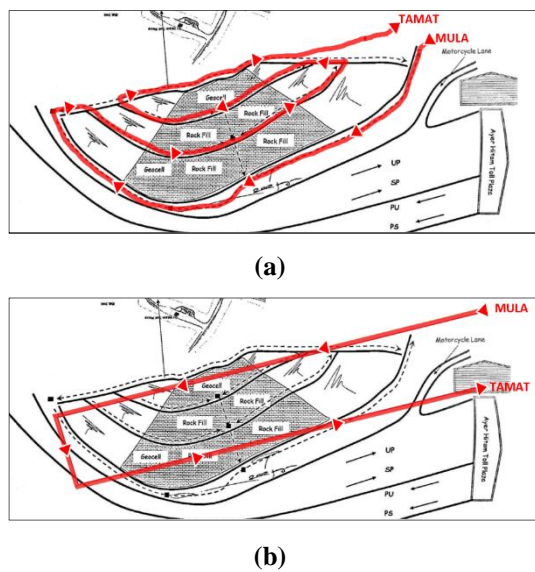 TAMAT
MULA
Motorcycle Lane
Geocell
Rock Fill
Rock Fill
Rock Fill
Geocell
Rock Fill
Ayer Hitam Toll Plaza
UP
SP
PU
PS
(a)
MULA
Motorcycle Lane
TAMAT
Geocell
Rock Fill
Rock Fill
Rock Fill
Geocell
Ayer Hitam Toll Plaza
UP
SP
PU
PS
(b)